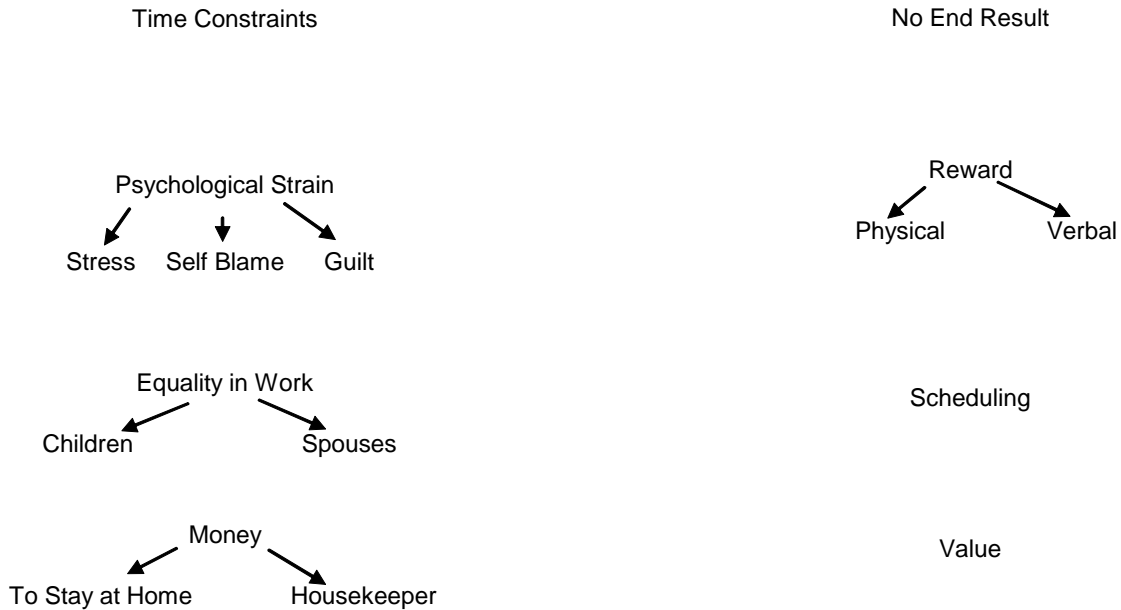 Time Constraints
No End Result
Psychological Strain
Reward
Stress Self Blame Guilt
Physical Verbal
Equality in Work
Scheduling
Children Spouses
Money
Value
To Stay at Home Housekeeper